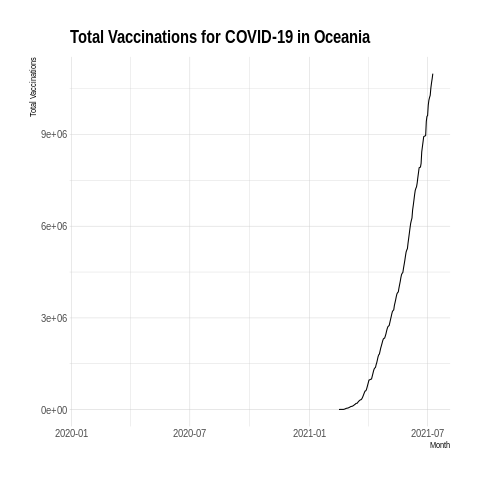 Total Vaccinations for COVID-19 in Oceania
Total Vaccinations
9e+06
6e+06
3e+06
0e+00
2020-01 2020-07 2021-01 2021-07
Month